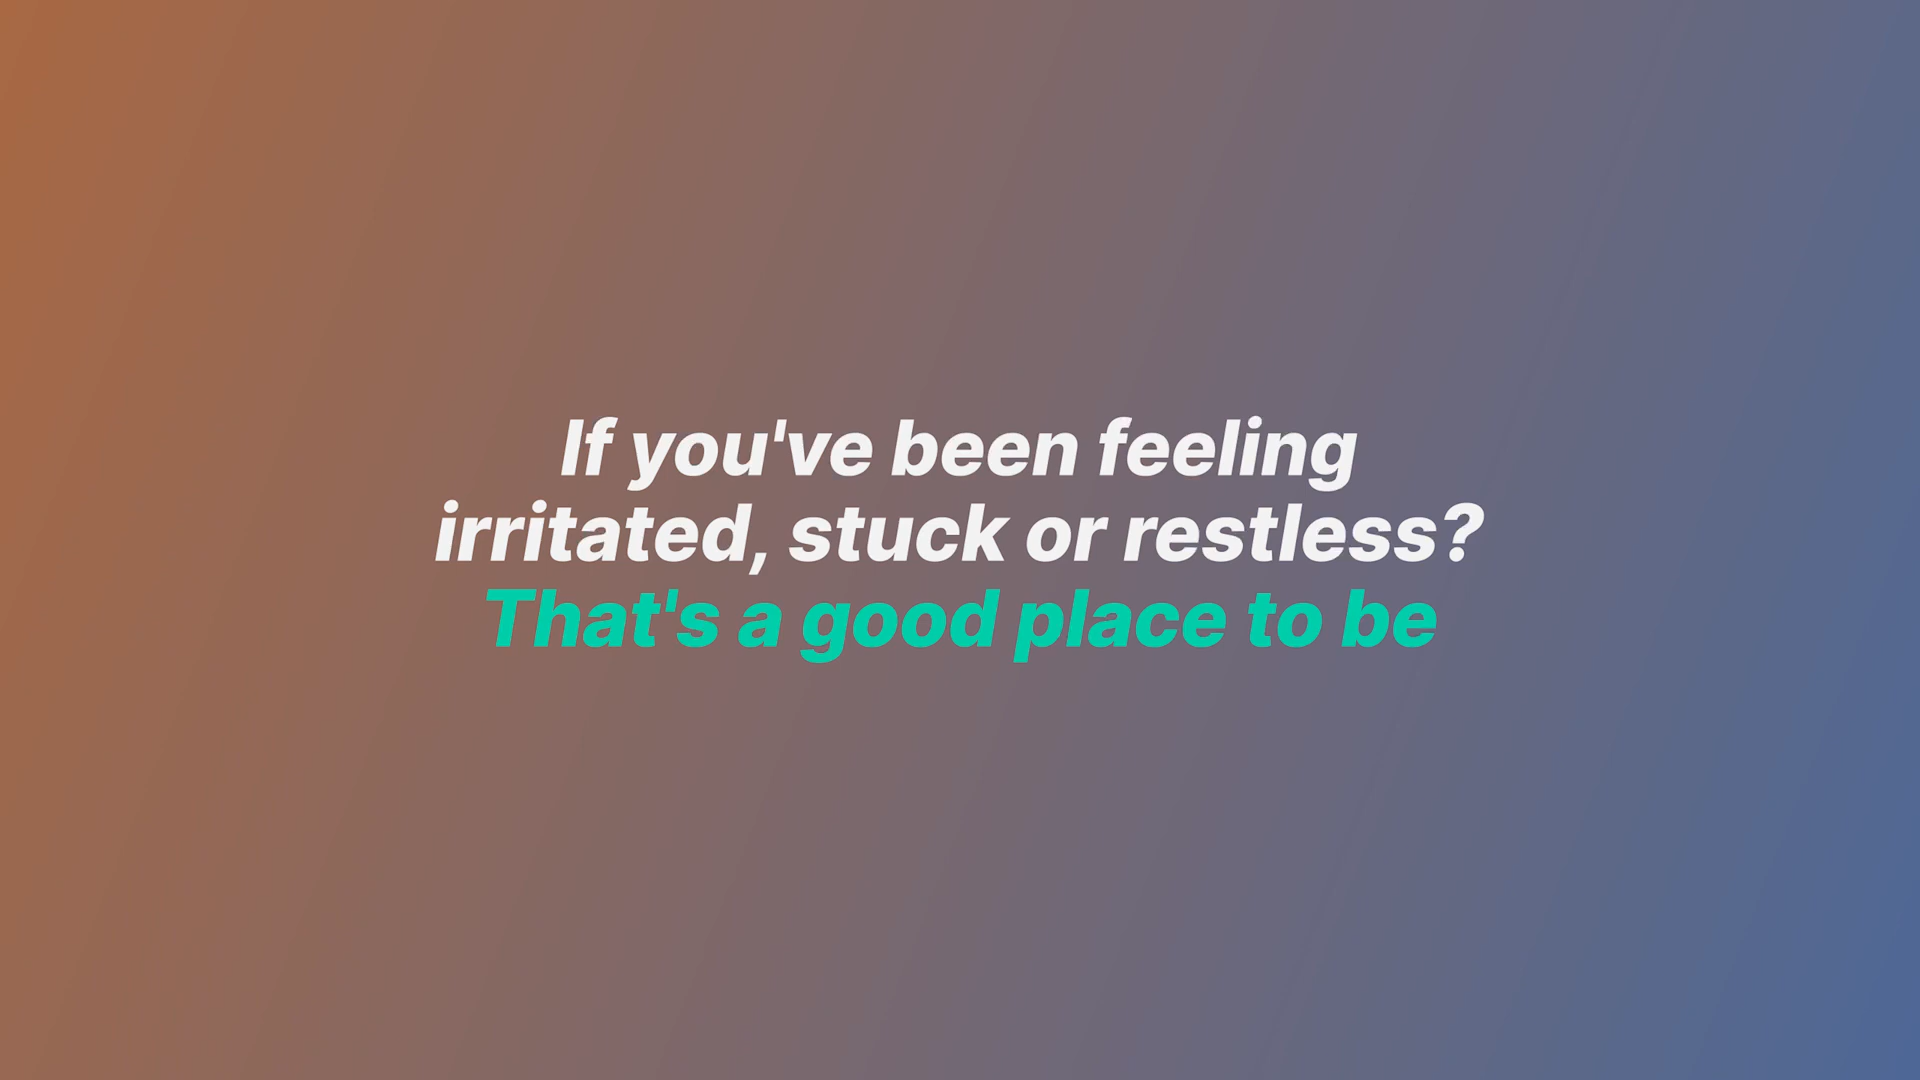 If you've been feeling
irritated, stuck or restless?
That's a good place to be